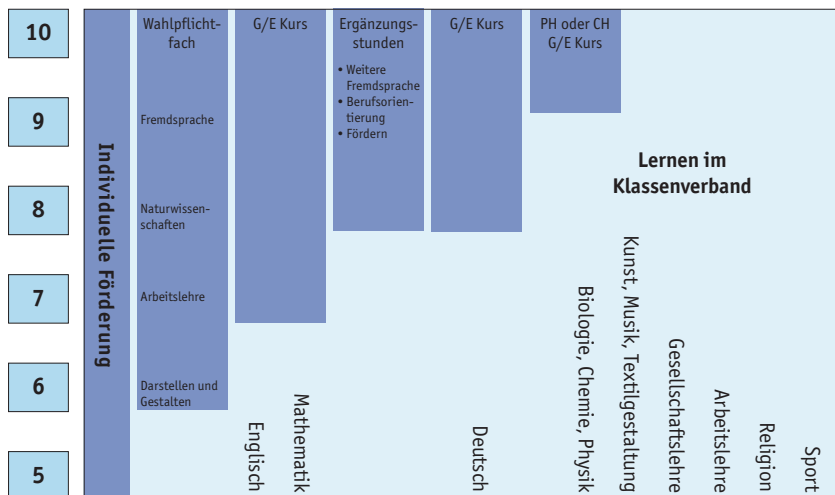 10
9
8
7
6
5
Individuelle Förderung
Wahlpflicht-
fach
Fremdsprache
Naturwissen-
schaften
Arbeitslehre
Darstellen und
Gestalten
G/E Kurs
Englisch
Mathematik
Ergänzungs-
stunden
• Weitere
Fremdsprache
• Berufsorien-
tierung
• Fördern
G/E Kurs
Deutsch
PH oder CH
G/E Kurs
Lernen im
Klassenverband
Biologie, Chemie, Physik
Kunst, Musik, Textilgestaltung
Gesellschaftslehre
Arbeitslehre
Religion
Sport